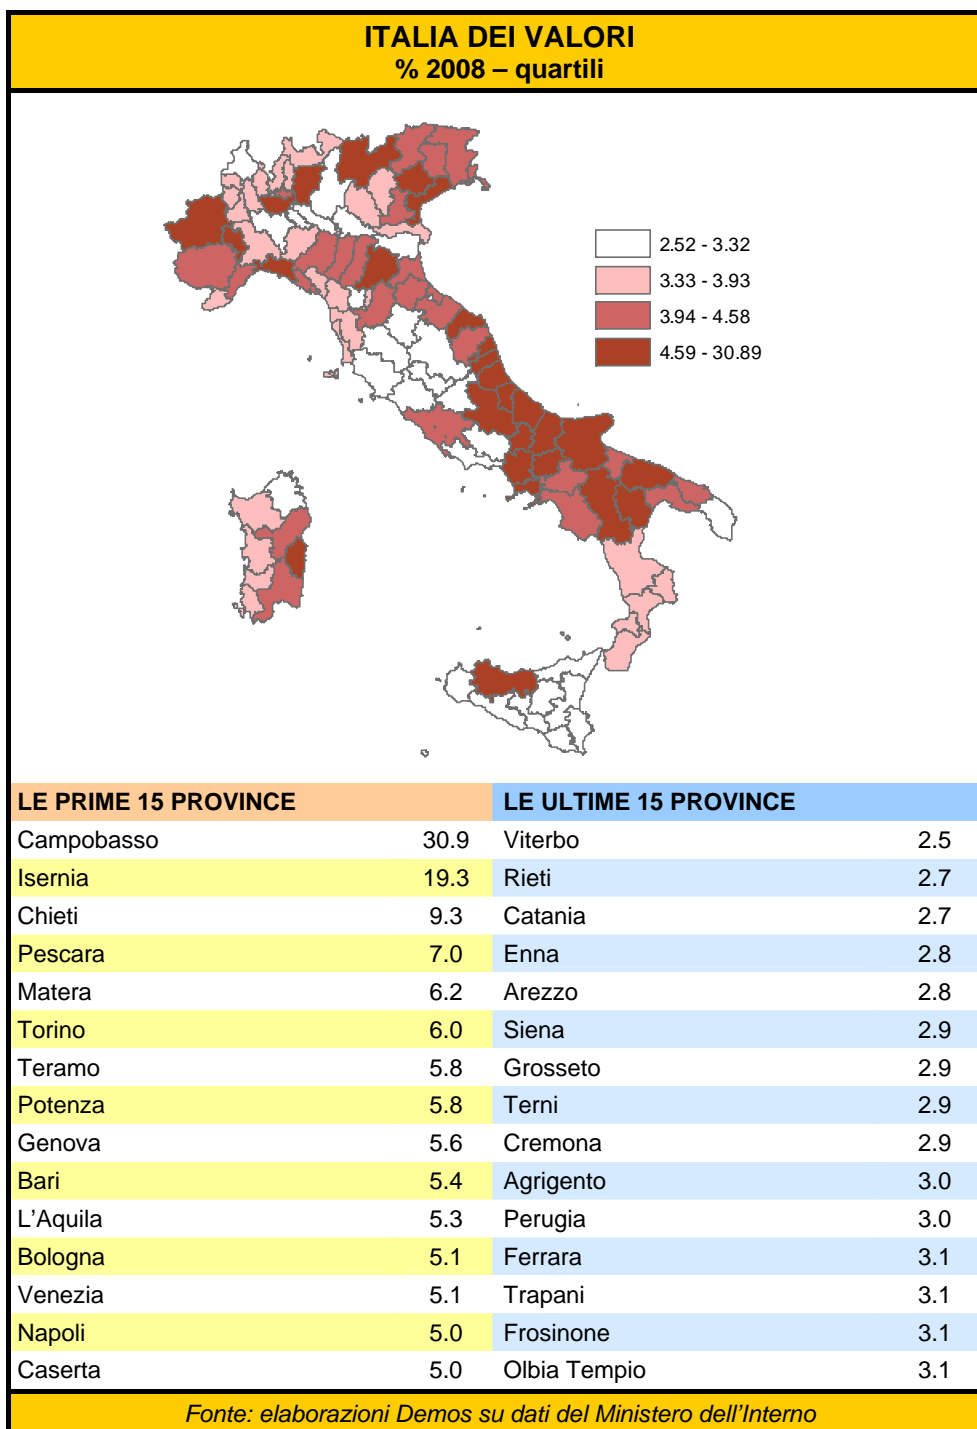 ITALIA DEI VALORI
% 2008 – quartili
2.52 - 3.32
3.33 - 3.93
3.94 - 4.58
4.59 - 30.89
LE PRIME 15 PROVINCE LE ULTIME 15 PROVINCE
Campobasso 30.9 Viterbo 2.5
Isernia 19.3 Rieti 2.7
Chieti 9.3 Catania 2.7
Pescara 7.0 Enna 2.8
Matera 6.2 Arezzo 2.8
Torino 6.0 Siena 2.9
Teramo 5.8 Grosseto 2.9
Potenza 5.8 Terni 2.9
Genova 5.6 Cremona 2.9
Bari 5.4 Agrigento 3.0
L'Aquila 5.3 Perugia 3.0
Bologna 5.1 Ferrara 3.1
Venezia 5.1 Trapani 3.1
Napoli 5.0 Frosinone 3.1
Caserta 5.0 Olbia Tempio 3.1
Fonte: elaborazioni Demos su dati del Ministero dell'Interno